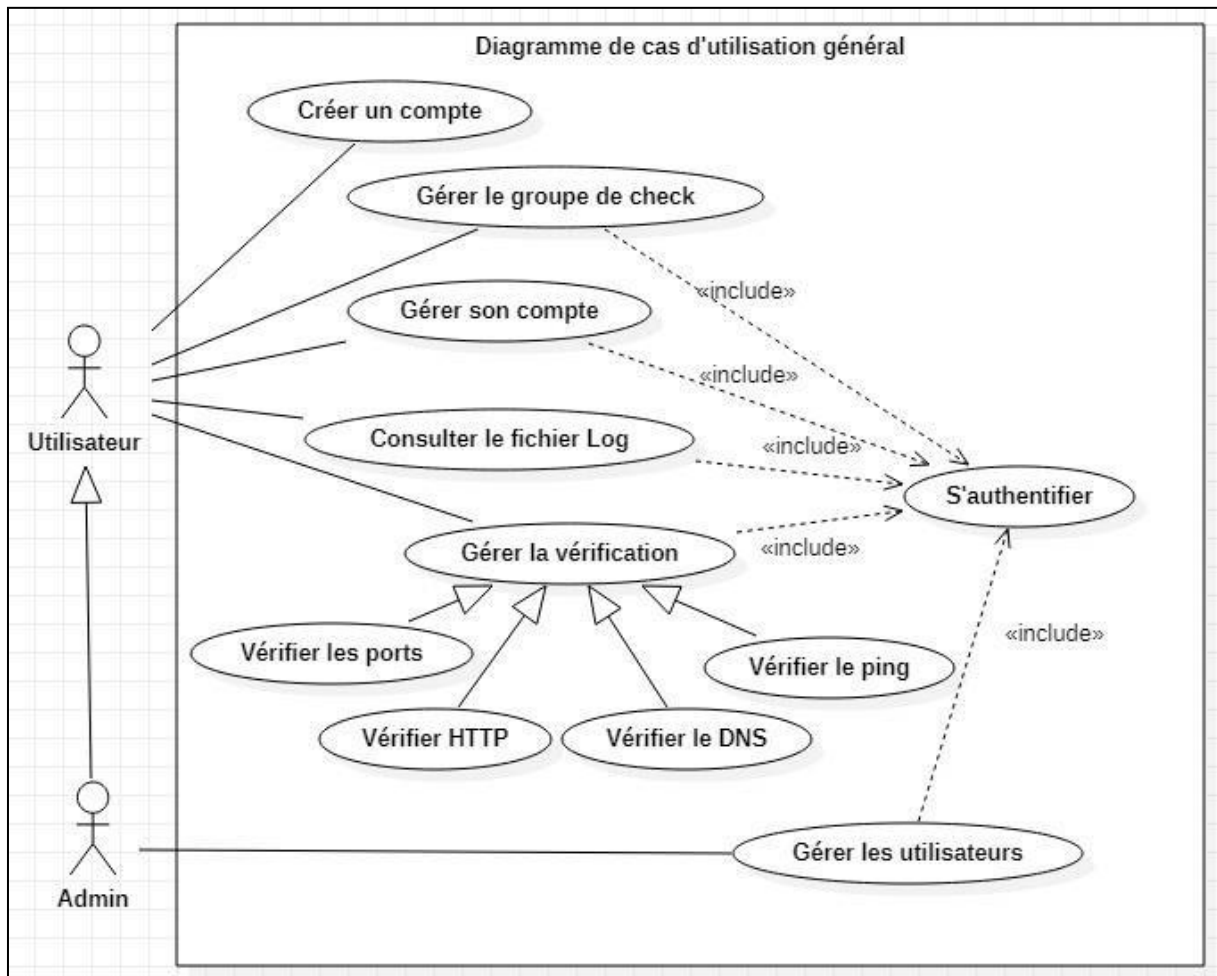 Diagramme de cas d'utilisation général
Créer un compte
Gérer le groupe de check
«include»
Gérer son compte
«include»
Utilisateur
Consulter le fichier Log
«include»
S'authentifier
Gérer la vérification
«include»
Vérifier les ports
Vérifier le ping
«include»
Vérifier HTTP
Vérifier le DNS
Gérer les utilisateurs
Admin